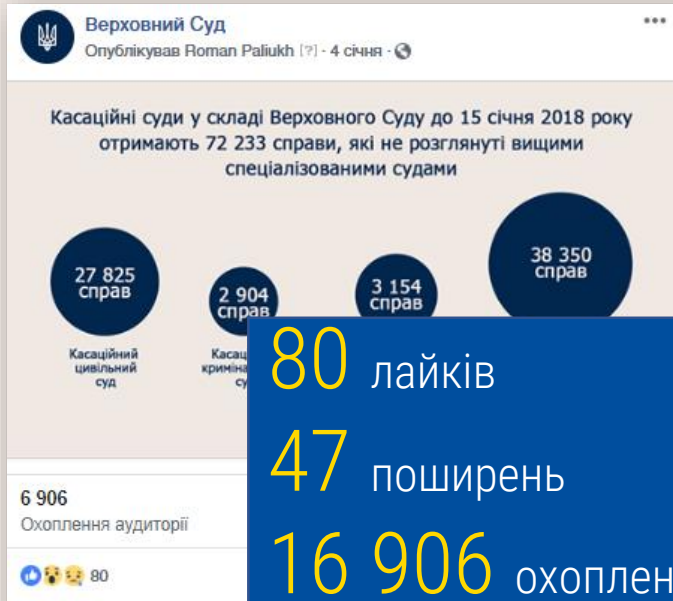 Верховний Суд
Опублікував Roman Paliukh [?] · 4 січня ·
Касаційні суди у складі Верховного Суду до 15 січня 2018 року
отримають 72 233 справи, які не розглянуті вищими
спеціалізованими судами
27 825
справ
2 904
справ
3 154
справ
38 350
справ
Касаційний
цивільний
суд
80 лайків
47 поширень
16 906 охоплен
6 906
Охоплення аудиторії
80